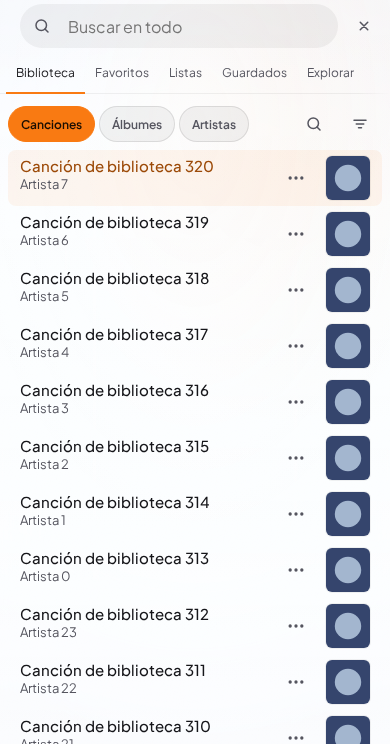 Buscar en todo
Biblioteca Favoritos Listas Guardados Explorar
Canciones Álbumes Artistas
Canción de biblioteca 320
Artista 7
Canción de biblioteca 319
Artista 6
Canción de biblioteca 318
Artista 5
Canción de biblioteca 317
Artista 4
Canción de biblioteca 316
Artista 3
Canción de biblioteca 315
Artista 2
Canción de biblioteca 314
Artista 1
Canción de biblioteca 313
Artista 0
Canción de biblioteca 312
Artista 23
Canción de biblioteca 311
Artista 22
Canción de biblioteca 310
Artista 21